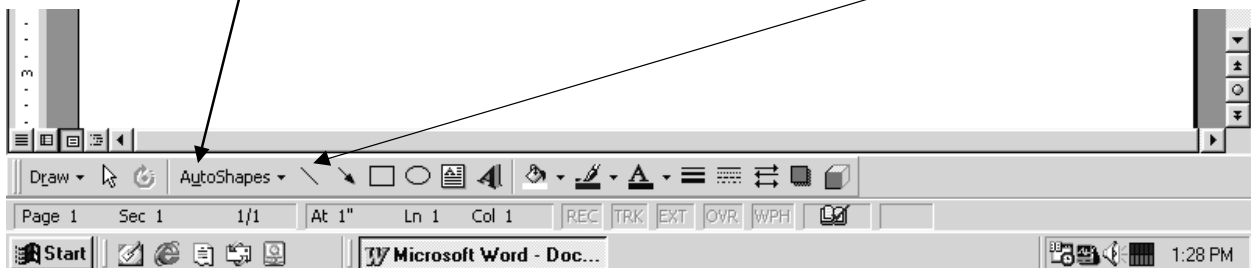 3
Draw AutoShapes A A
Page 1 Sec 1 1/1 At 1" Ln 1 Col 1 REC TRK EXT OVR WPH
Start W Microsoft Word - Doc... 1:28 PM